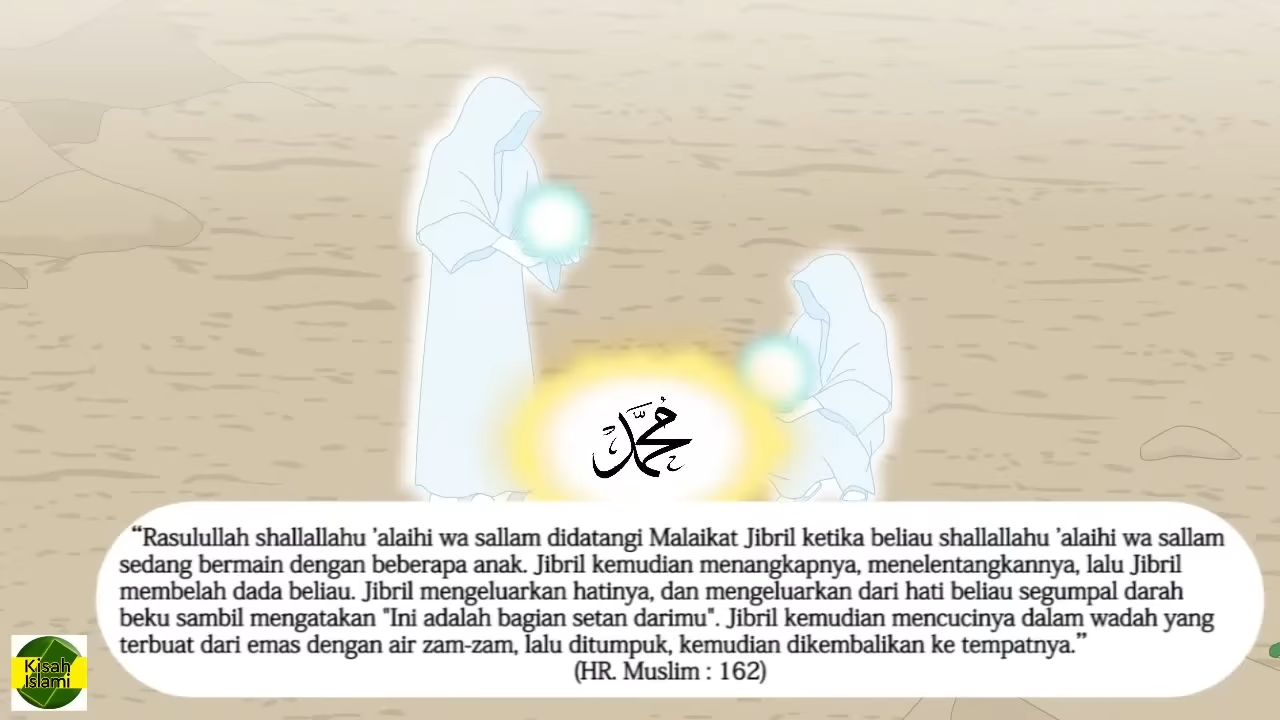 مُحَمَّد
“Rasulullah shallallahu 'alaihi wa sallam didatangi Malaikat Jibril ketika beliau shallallahu 'alaihi wa sallam
sedang bermain dengan beberapa anak. Jibril kemudian menangkapnya, menelentangkannya, lalu Jibril
membelah dada beliau. Jibril mengeluarkan hatinya, dan mengeluarkan dari hati beliau segumpal darah
beku sambil mengatakan "Ini adalah bagian setan darimu". Jibril kemudian mencucinya dalam wadah yang
terbuat dari emas dengan air zam-zam, lalu ditumpuk, kemudian dikembalikan ke tempatnya.”
(HR. Muslim : 162)
Kisah
Islami